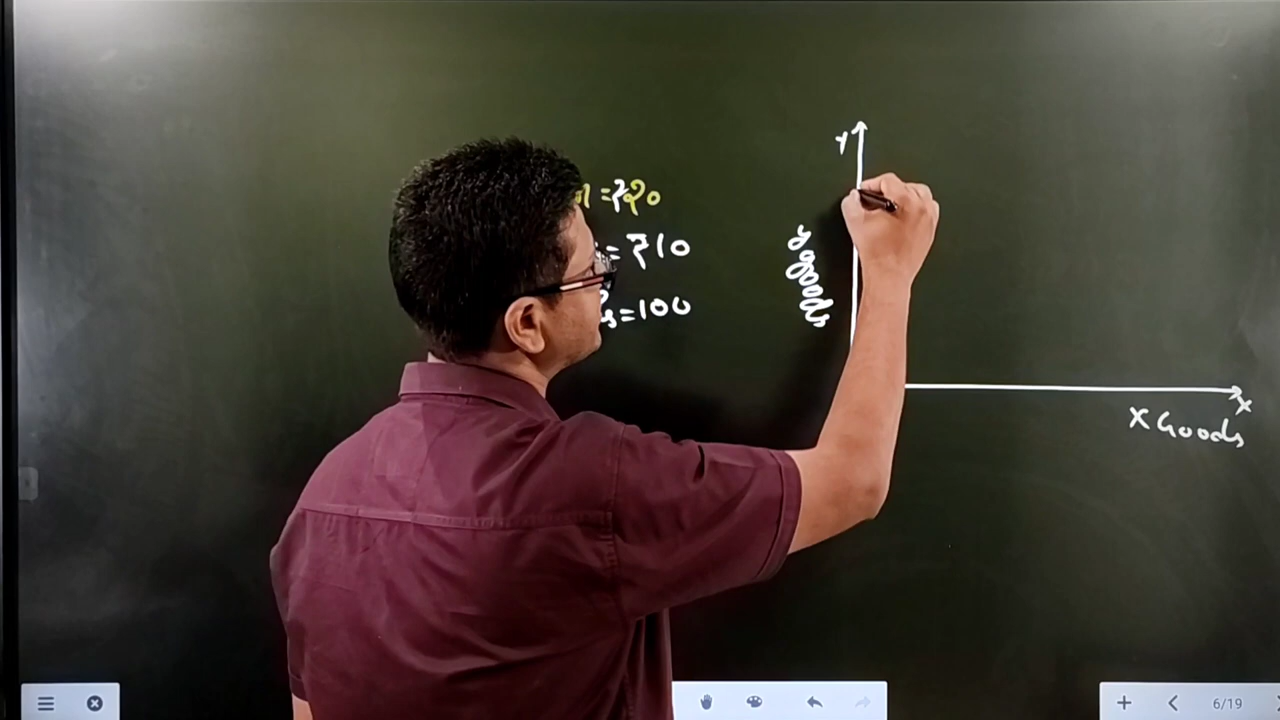 Y
=₹20
= ₹10
y goods
=100
X
X Goods
6/19